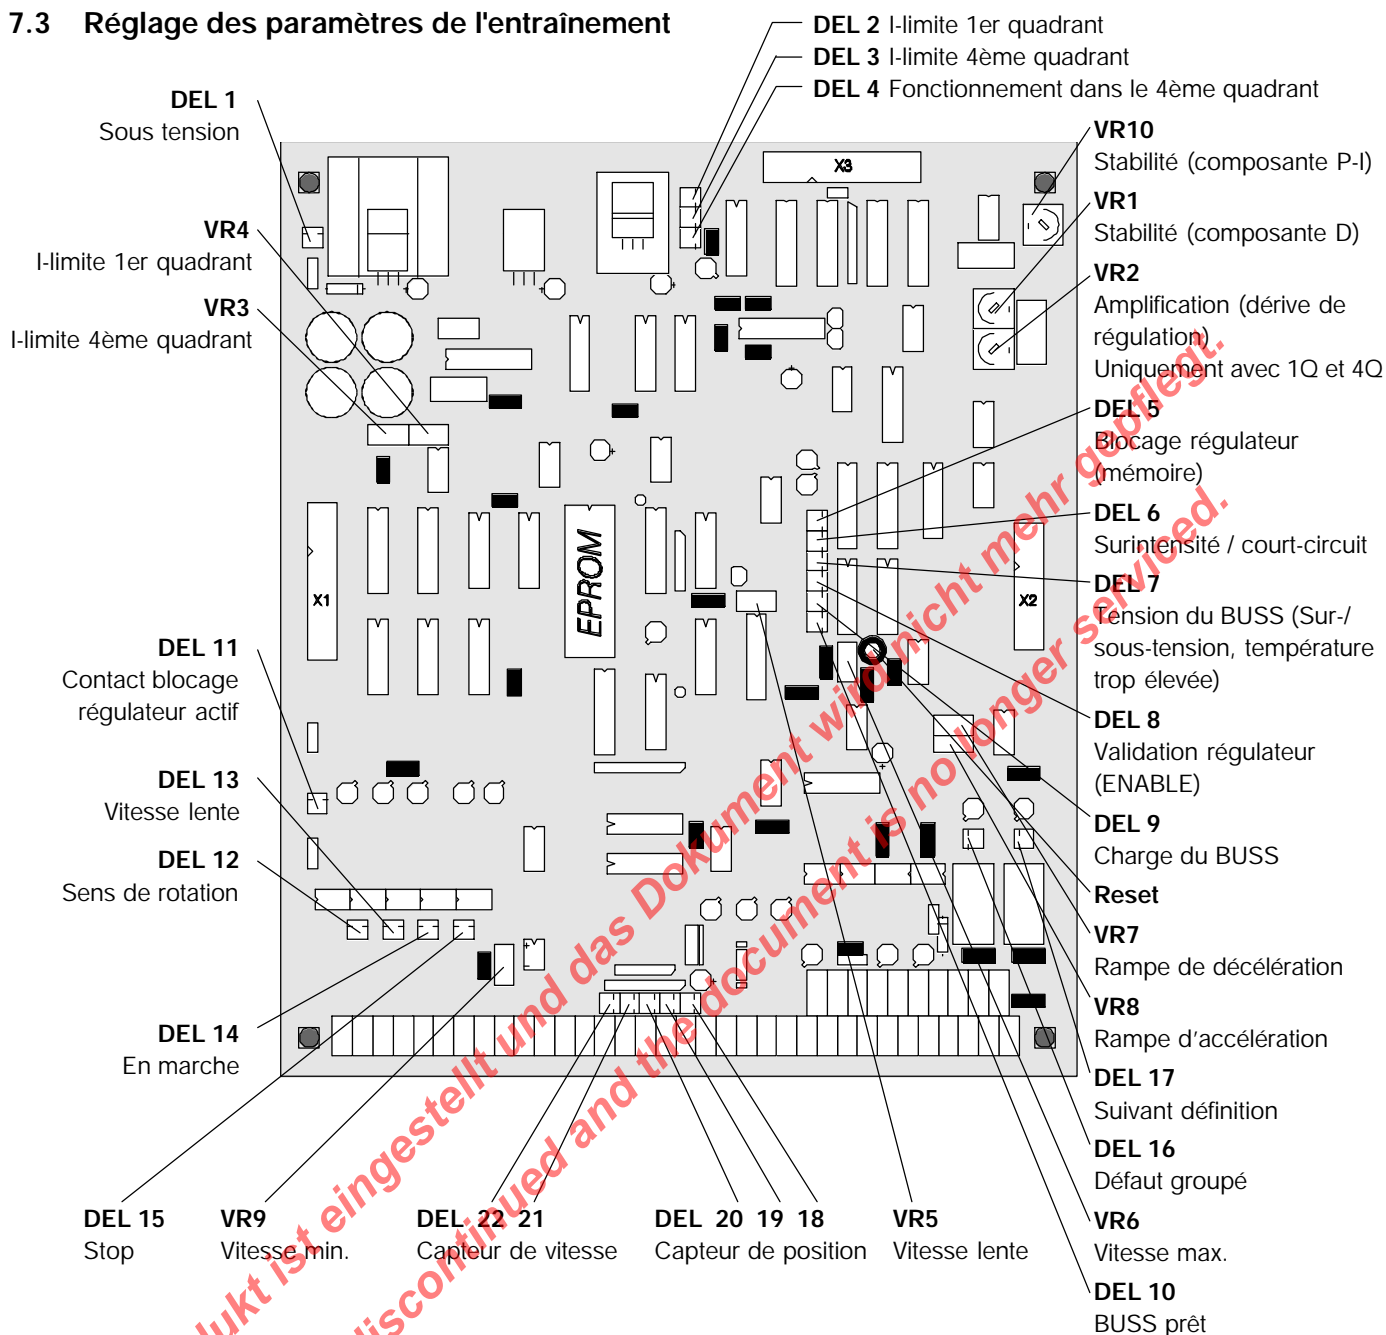 7.3 Réglage des paramètres de l'entraînement
DEL 2 I-limite 1er quadrant
DEL 3 I-limite 4ème quadrant
DEL 4 Fonctionnement dans le 4ème quadrant
DEL 1
Sous tension
VR4
I-limite 1er quadrant
VR3
I-limite 4ème quadrant
DEL 11
Contact blocage
régulateur actif
DEL 13
Vitesse lente
DEL 12
Sens de rotation
DEL 14
En marche
DEL 15
Stop
VR9
Vitesse min.
DEL 22 21
Capteur de vitesse
DEL 20 19 18
Capteur de position
VR5
Vitesse lente
X3
X1
EPROM
X2
VR10
Stabilité (composante P-I)
VR1
Stabilité (composante D)
VR2
Amplification (dérive de
régulation)
Uniquement avec 1Q et 4Q
DEL 5
Blocage régulateur
(mémoire)
DEL 6
Surintensité / court-circuit
DEL 7
Tension du BUSS (Sur-/
sous-tension, température
trop élevée)
DEL 8
Validation régulateur
(ENABLE)
DEL 9
Charge du BUSS
Reset
VR7
Rampe de décélération
VR8
Rampe d’accélération
DEL 17
Suivant définition
DEL 16
Défaut groupé
VR6
Vitesse max.
DEL 10
BUSS prêt
ukt ist eingestellt und das Dokument wird nicht mehr gepflegt.
discontinued and the document is no longer serviced.